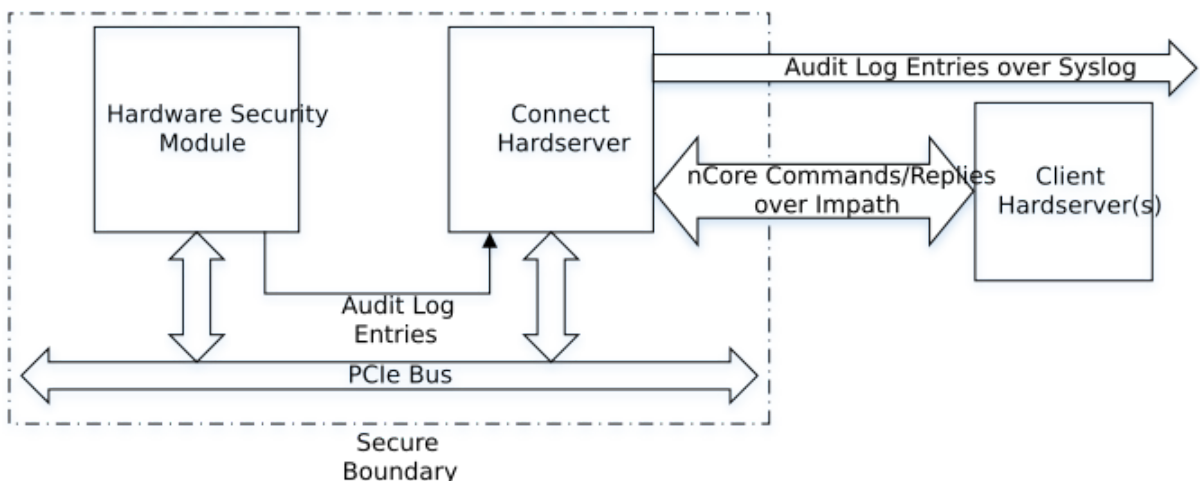 Audit Log Entries over Syslog
Hardware Security
Module
Connect
Hardserver
nCore Commands/Replies
over Impath
Client
Hardserver(s)
Audit Log
Entries
PCIe Bus
Secure
Boundary